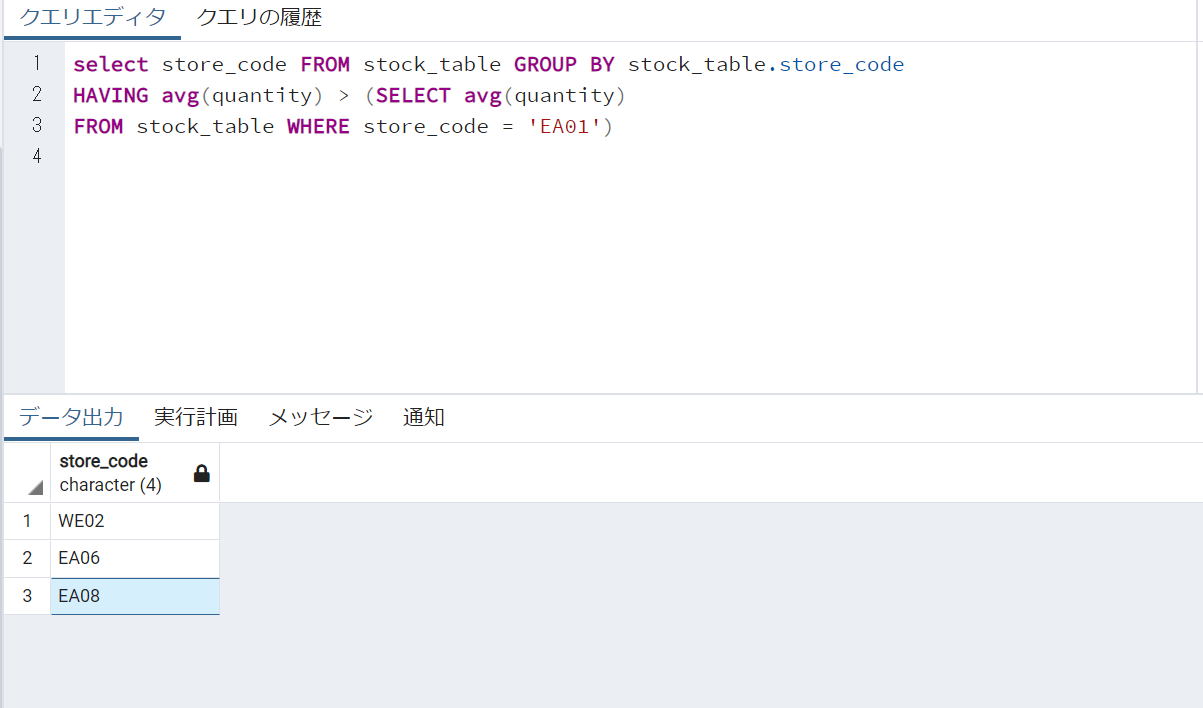 クエリエディタ クエリの履歴
1 select store_code FROM stock_table GROUP BY stock_table.store_code
2 HAVING avg(quantity) > (SELECT avg(quantity)
3 FROM stock_table WHERE store_code = 'EA01')
4
データ出力 実行計画 メッセージ 通知
store_code
character (4)
1 WE02
2 EA06
3 EA08